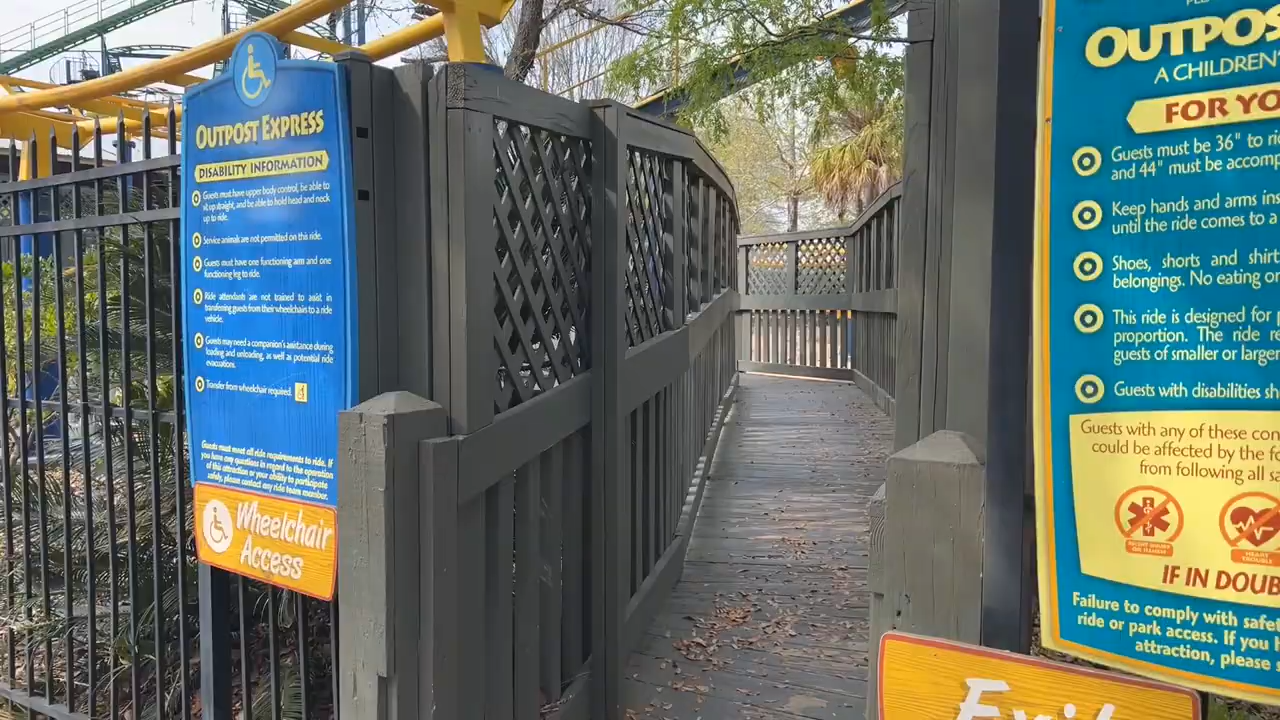 OUTPOST EXPRESS
DISABILITY INFORMATION
Guests must have upper body control, be able to
sit up straight, and be able to hold head and neck
up to ride.
Service animals are not permitted on this ride.
Guests must have one functioning arm and one
functioning leg to ride.
Ride attendants are not trained to assist in
transferring guests from their wheelchairs to a ride
vehicle.
Guests may need a companion's assistance during
loading and unloading, as well as potential ride
evacuations.
Transfer from wheelchair required.
Guests must meet all ride requirements to ride. If
you have any questions in regard to the operation
of this attraction or your ability to participate
safely, please contact any ride team member.
Wheelchair
Access
OUTPOS
A CHILDREN'
FOR YO
Guests must be 36" to ri
and 44" must be accomp
Keep hands and arms ins
until the ride comes to a
Shoes, shorts and shirt
belongings. No eating or
This ride is designed for
proportion. The ride r
guests of smaller or larger
Guests with disabilities sh
Guests with any of these con
could be affected by the fo
from following all sa
RECENT INJURY
OR ILLNESS
HEART
TROUBLE
IF IN DOUB
Failure to comply with safet
ride or park access. If you h
attraction, please
Exit